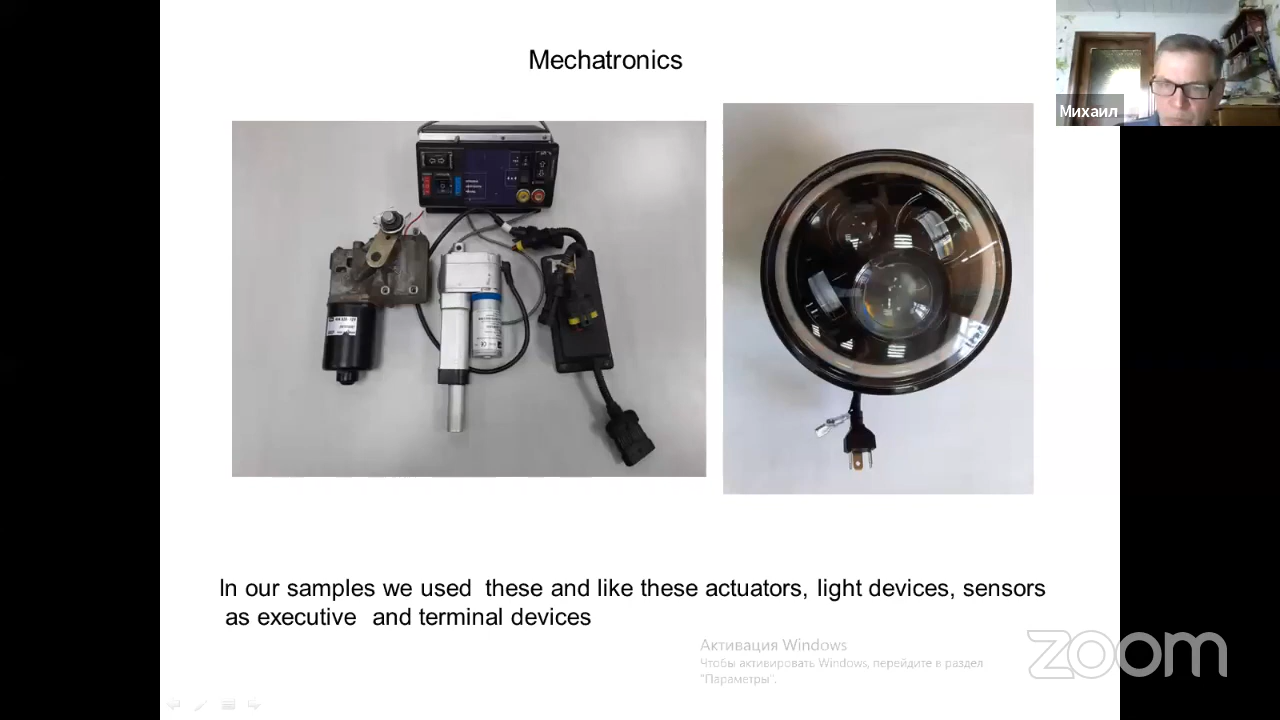 Mechatronics
Михаил
In our samples we used these and like these actuators, light devices, sensors
as executive and terminal devices
Активация Windows
Чтобы активировать Windows, перейдите в раздел
"Параметры".
zoom